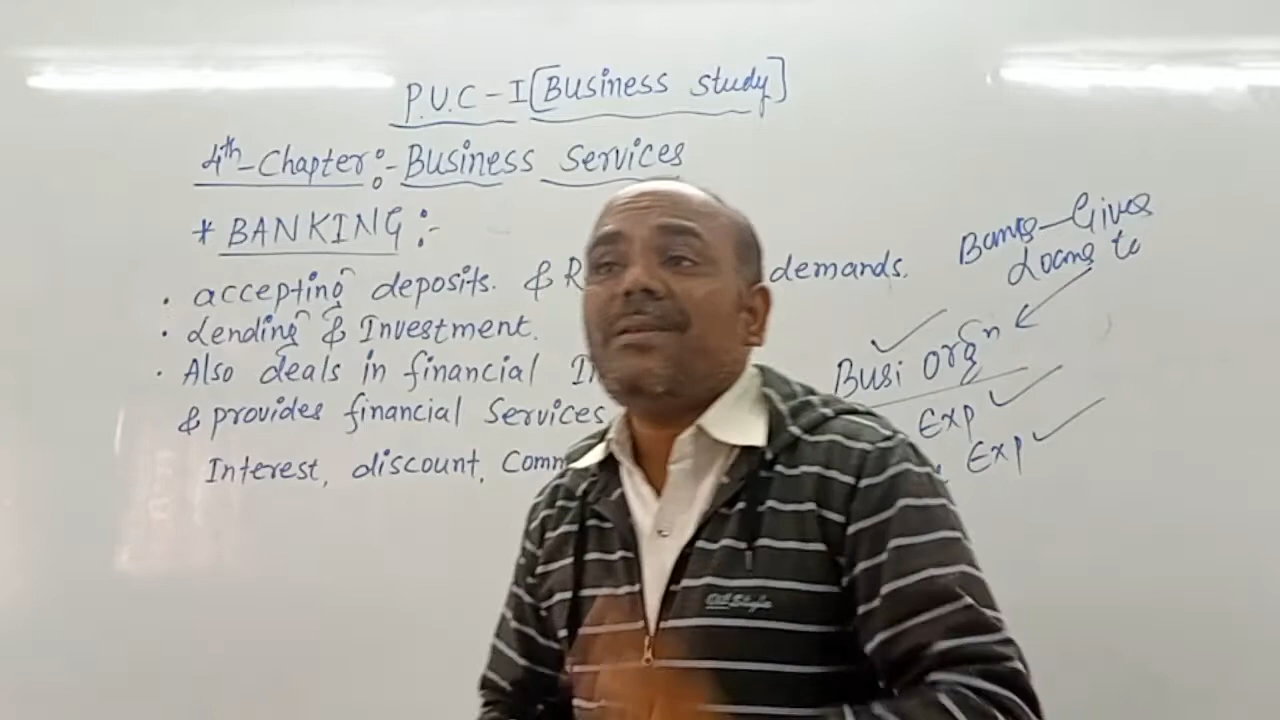 P.U.C - I [Business study]
4th - Chapter :- Business Services
* BANKING :-
. accepting deposits. & R demands.
. Lending & Investment.
. Also deals in financial In
& provides financial Services
Interest, discount, Comm
Gives
Loans to
Busi Orgn
Exp
Exp